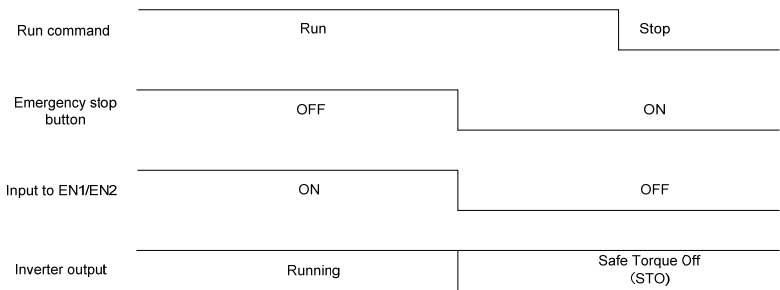 Run command Run Stop
Emergency stop
button
OFF ON
Input to EN1/EN2 ON OFF
Inverter output Running
Safe Torque Off
(STO)